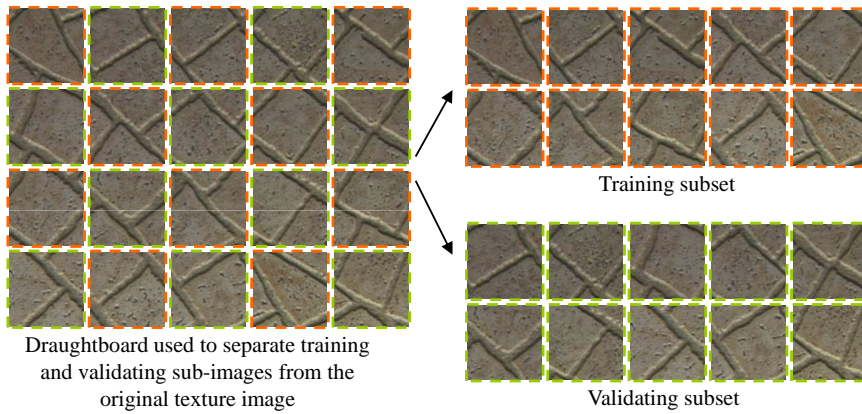 Training subset
Draughtboard used to separate training
and validating sub-images from the
original texture image
Validating subset